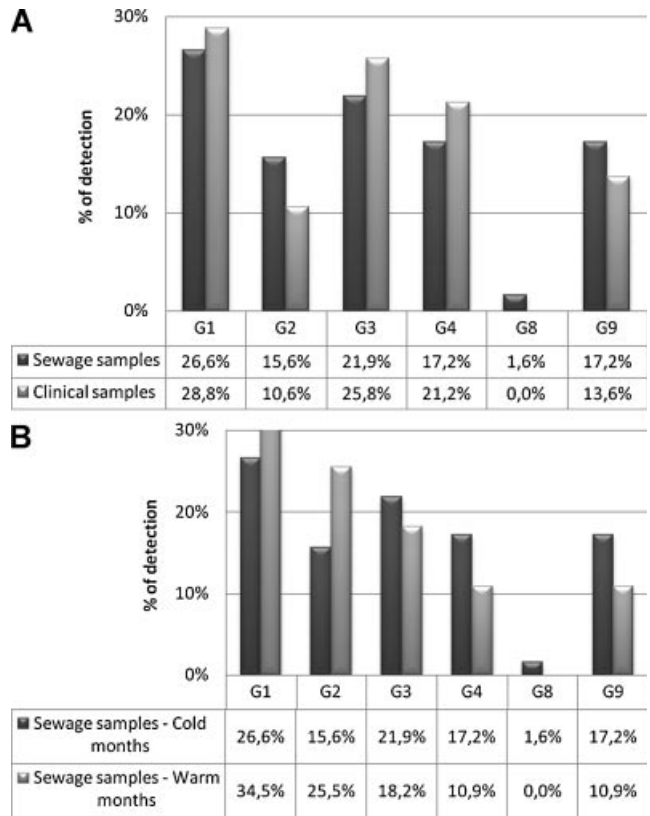 A
30%
20%
10%
0%
% of detection
G1 G2 G3 G4 G8 G9
Sewage samples 26,6% 15,6% 21,9% 17,2% 1,6% 17,2%
Clinical samples 28,8% 10,6% 25,8% 21,2% 0,0% 13,6%
B
30%
20%
10%
0%
% of detection
G1 G2 G3 G4 G8 G9
Sewage samples - Cold
months
26,6% 15,6% 21,9% 17,2% 1,6% 17,2%
Sewage samples - Warm
months
34,5% 25,5% 18,2% 10,9% 0,0% 10,9%